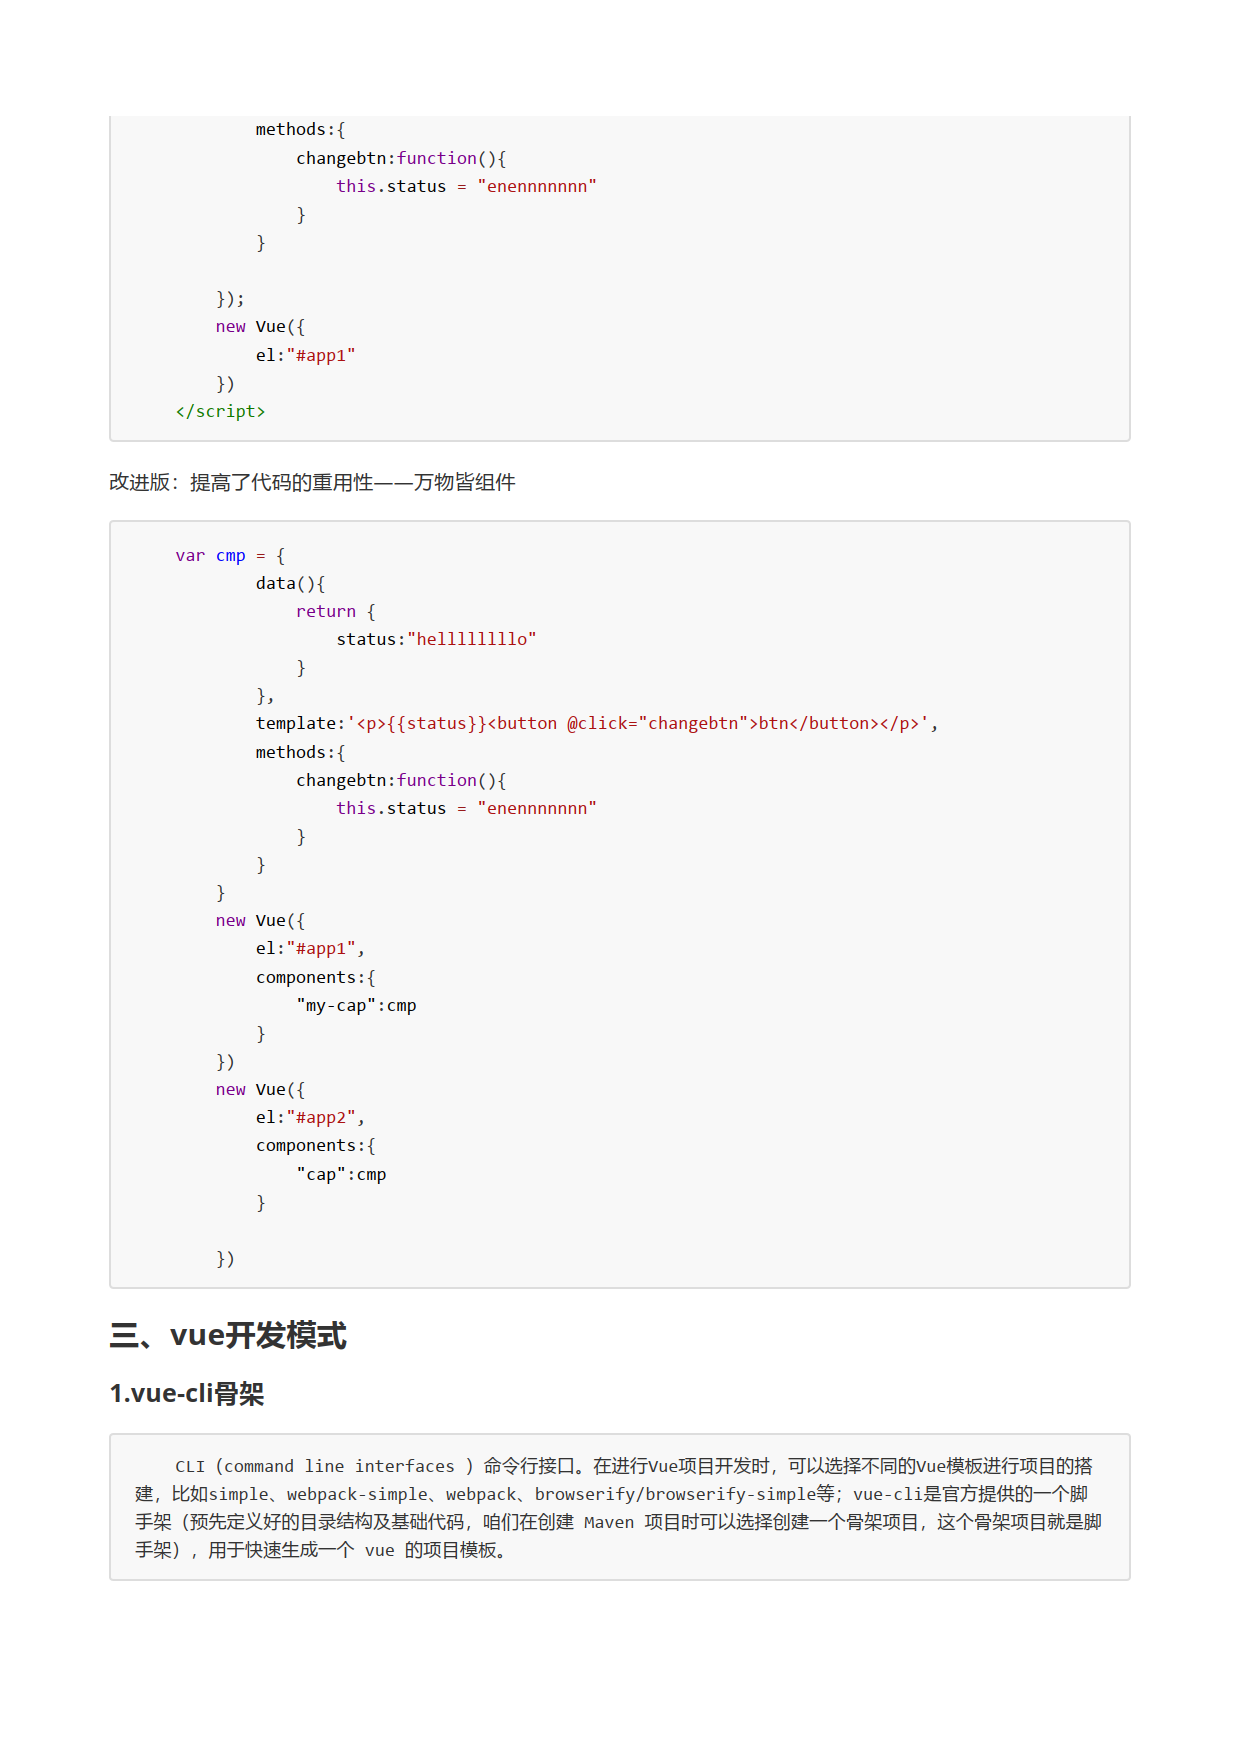 methods:{
changebtn:function(){
this.status = "enennnnnnn"
}
}
});
new Vue({
el:"#app1"
})
</script>
改进版：提高了代码的重用性——万物皆组件
var cmp = {
data(){
return {
status:"hellllllllo"
}
},
template:'<p>{{status}}<button @click="changebtn">btn</button></p>',
methods:{
changebtn:function(){
this.status = "enennnnnnn"
}
}
}
new Vue({
el:"#app1",
components:{
"my-cap":cmp
}
})
new Vue({
el:"#app2",
components:{
"cap":cmp
}
})
三、vue开发模式
1.vue-cli骨架
CLI（command line interfaces ）命令行接口。在进行Vue项目开发时，可以选择不同的Vue模板进行项目的搭
建，比如simple、webpack-simple、webpack、browserify/browserify-simple等；vue-cli是官方提供的一个脚
手架（预先定义好的目录结构及基础代码，咱们在创建 Maven 项目时可以选择创建一个骨架项目，这个骨架项目就是脚
手架），用于快速生成一个 vue 的项目模板。